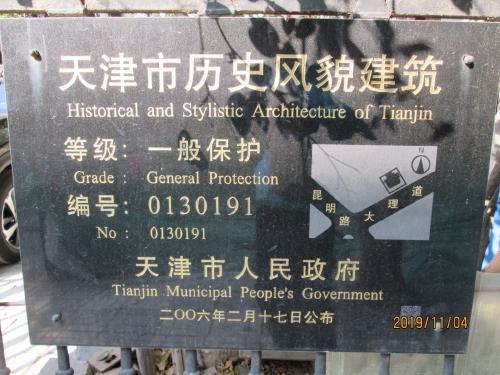 天津市历史风貌建筑
Historical and Stylistic Architecture of Tianjin
等级：一般保护
Grade : General Protection
编号：0130191
No : 0130191
N
昆明路
大理道
天津市人民政府
Tianjin Municipal People's Government
二〇〇六年二月十七日公布
2019/11/04